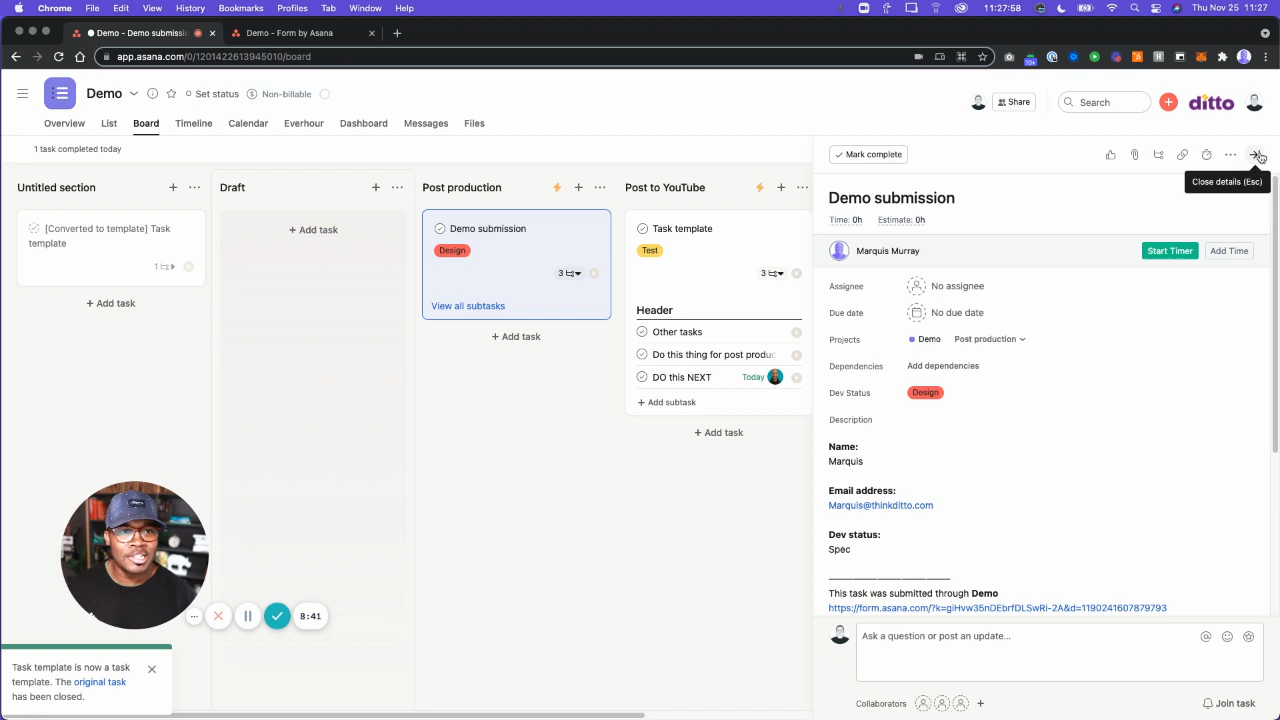 Chrome File Edit View History Bookmarks Profiles Tab Window Help
11:27:58
Thu Nov 11 11:27
Demo - Demo submissi
Demo - Form by Asana
app.asana.com/0/1201422613945010/board
10+
Demo
Set status
Non-billable
Share
Search
ditto
Overview List Board Timeline Calendar Everhour Dashboard Messages Files
1 task completed today
Untitled section
[Converted to template] Task
template
1
+ Add task
Draft
+ Add task
Post production
Demo submission
Design
3
View all subtasks
+ Add task
Post to YouTube
Task template
Test
3
Header
Other tasks
Do this thing for post produc
DO this NEXT Today
+ Add subtask
+ Add task
Mark complete
Close details (Esc)
Demo submission
Time: 0h Estimate: 0h
Marquis Murray Start Timer Add Time
Assignee No assignee
Due date No due date
Projects Demo Post production
Dependencies Add dependencies
Dev Status Design
Description
Name:
Marquis
Email address:
Marquis@thinkditto.com
Dev status:
Spec
This task was submitted through Demo
https://form.asana.com/?k=giHvw35nDEbrfDLSwRi-2A&d=1190241607879793
Ask a question or post an update...
Collaborators
Join task
8:41
Task template is now a task
template. The original task
has been closed.